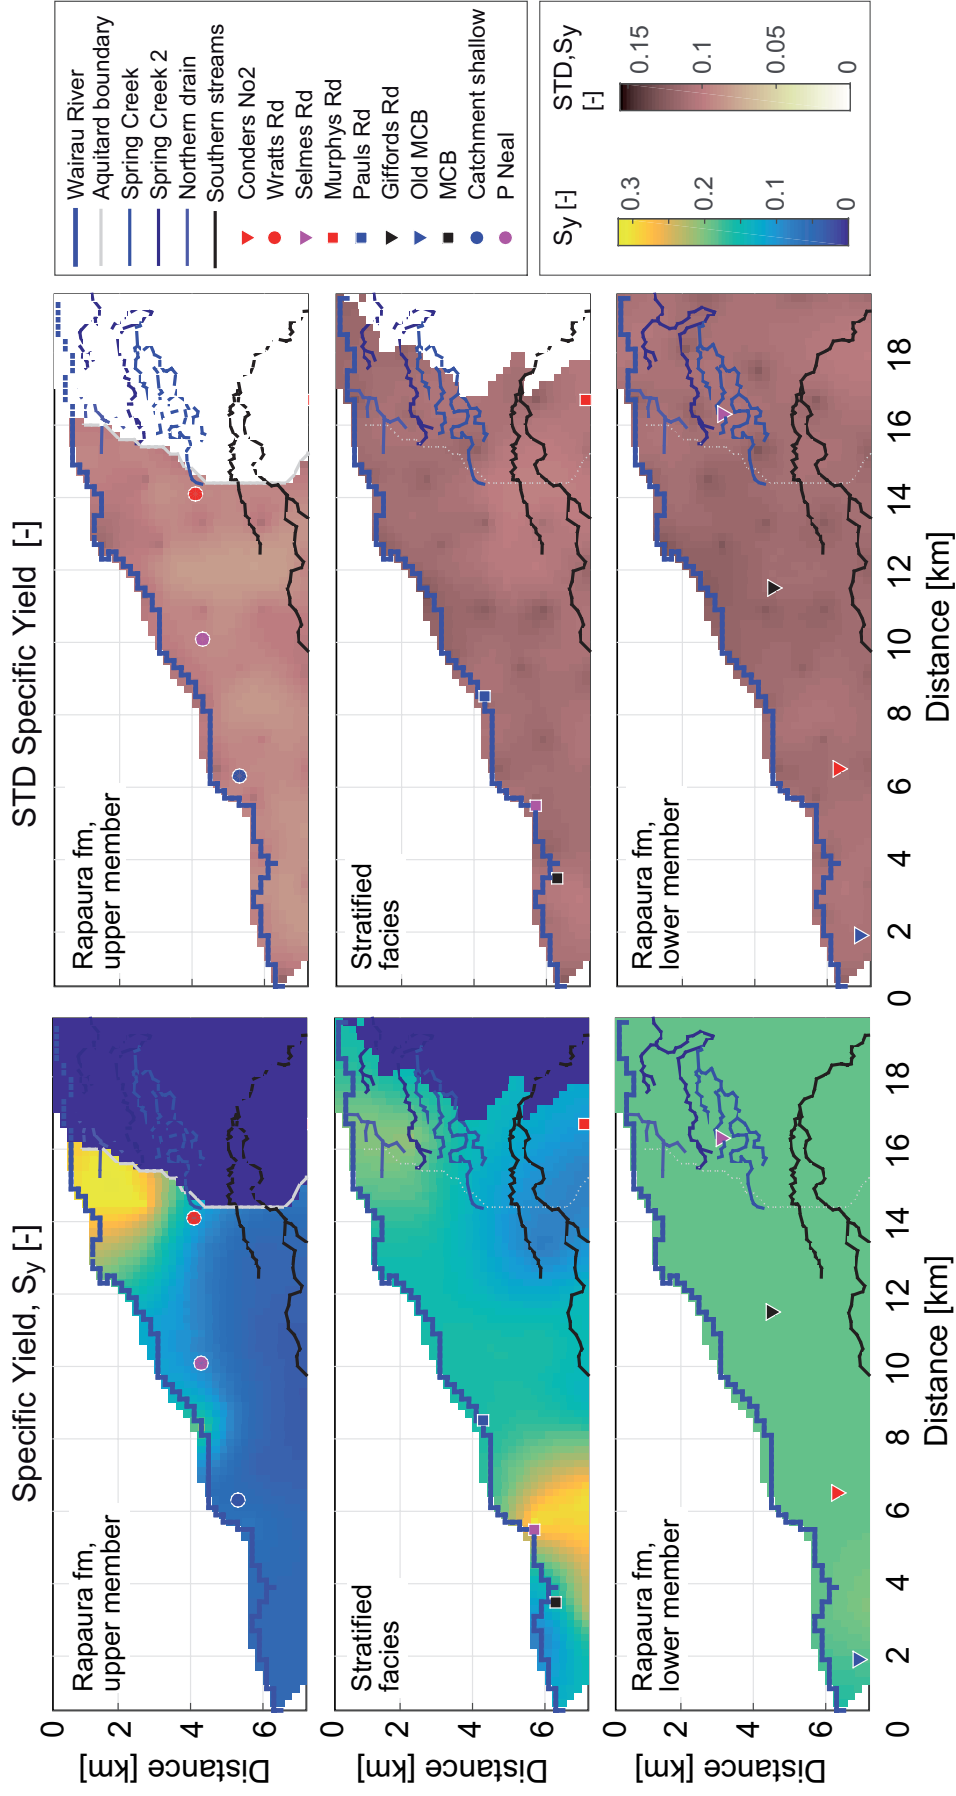 Specific Yield, Sy [-]
STD Specific Yield [-]
Rapaura fm,
upper member
0
2
4
6
Distance [km]
Rapaura fm,
upper member
Stratified
facies
0
2
4
6
Distance [km]
Stratified
facies
Rapaura fm,
lower member
0
2
4
6
Distance [km]
0 2 4 6 8 10 12 14 16 18
Distance [km]
Rapaura fm,
lower member
0 2 4 6 8 10 12 14 16 18
Distance [km]
Wairau River
Aquitard boundary
Spring Creek
Spring Creek 2
Northern drain
Southern streams
Conders No2
Wratts Rd
Selmes Rd
Murphys Rd
Pauls Rd
Giffords Rd
Old MCB
MCB
Catchment shallow
P Neal
Sy [-]
0.3
0.2
0.1
0
STD,Sy
[-]
0.15
0.1
0.05
0